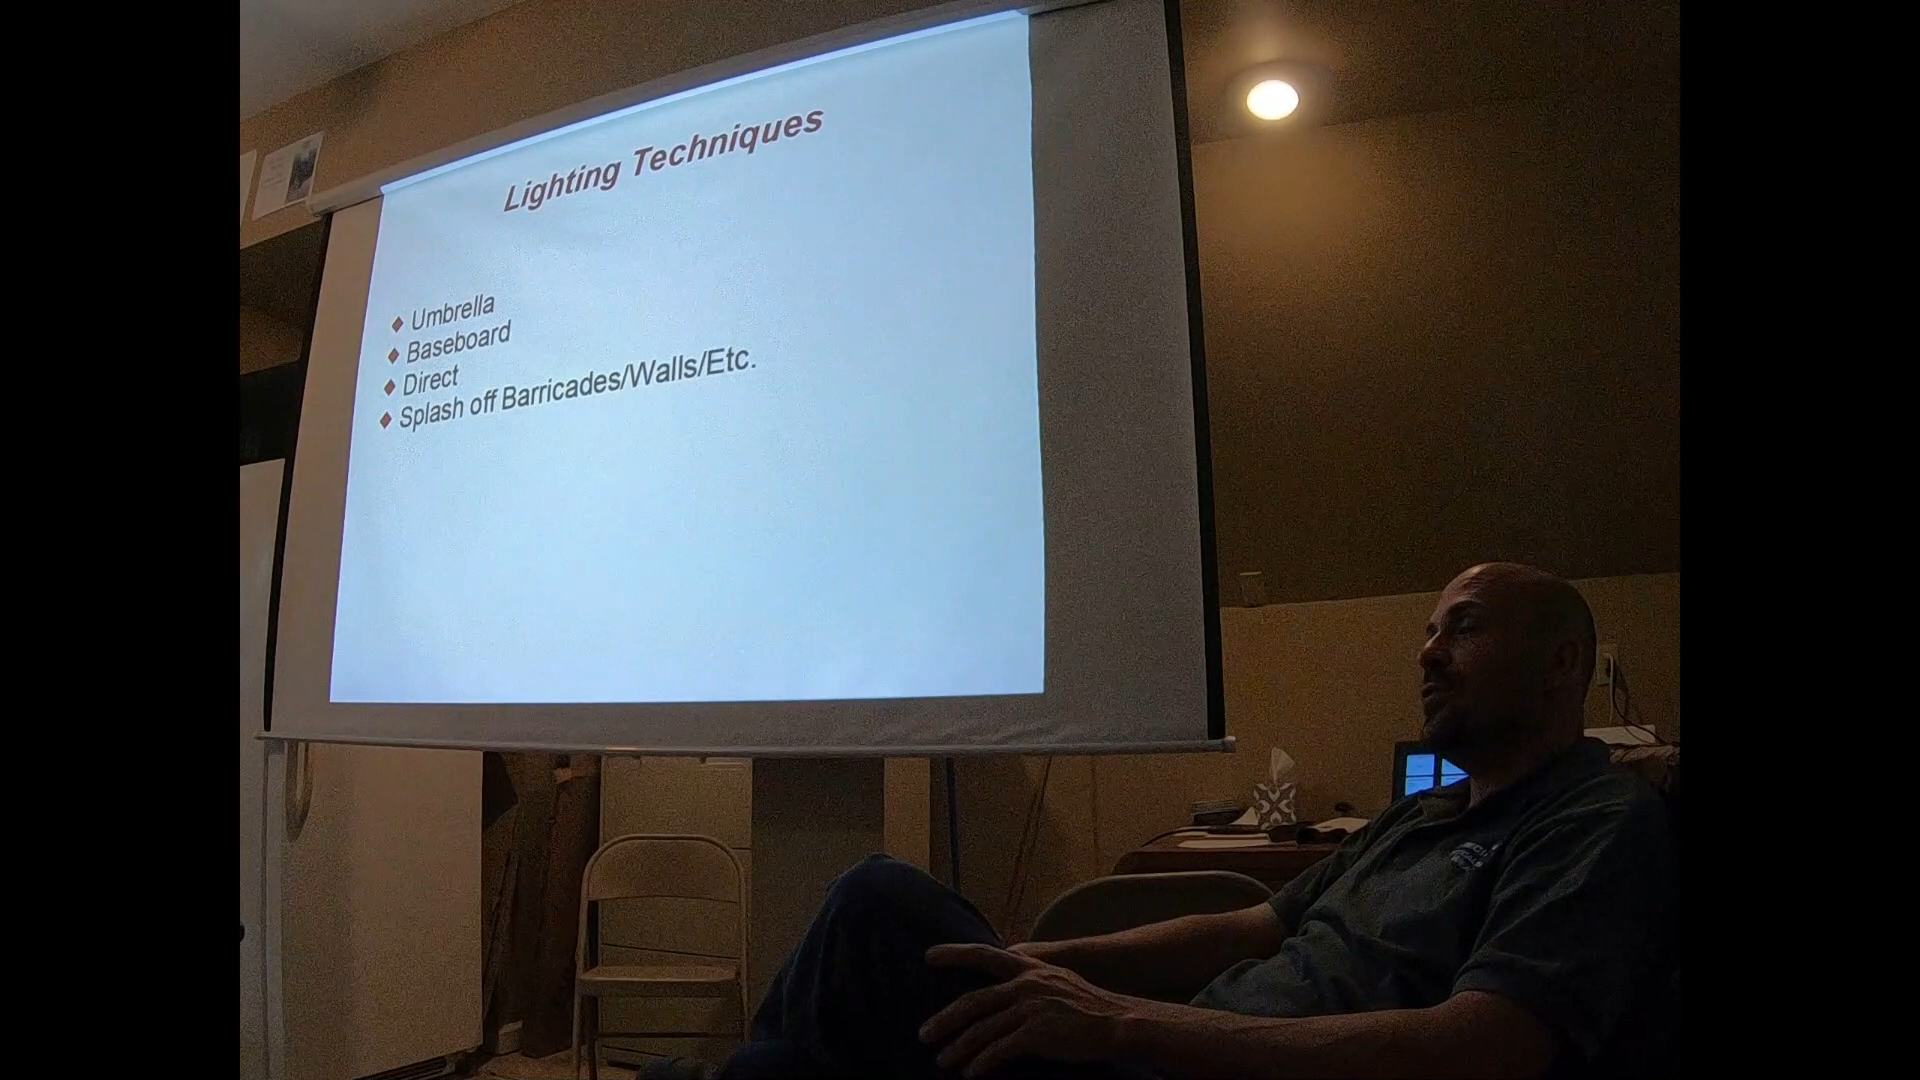 Lighting Techniques
Umbrella
Baseboard
Direct
Splash off Barricades/Walls/Etc.